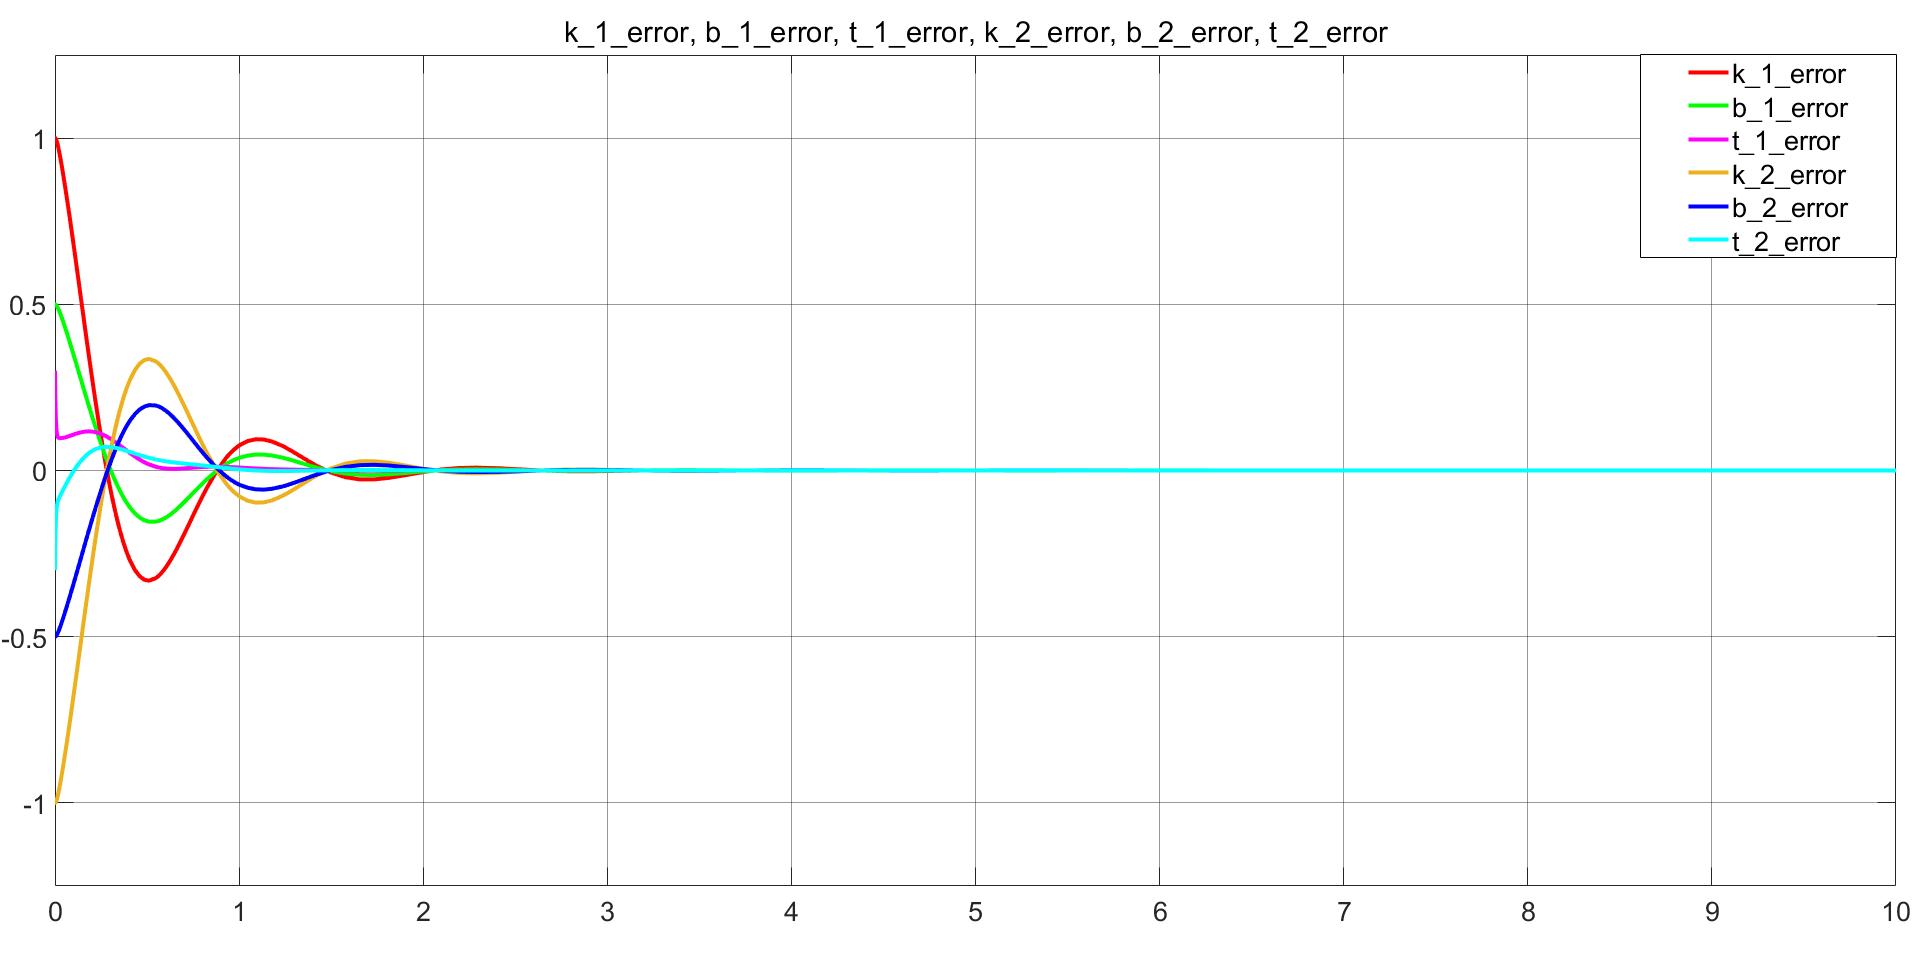 k_1_error, b_1_error, t_1_error, k_2_error, b_2_error, t_2_error
k_1_error
b_1_error
t_1_error
k_2_error
b_2_error
t_2_error
1
0.5
0
-0.5
-1
0 1 2 3 4 5 6 7 8 9 10